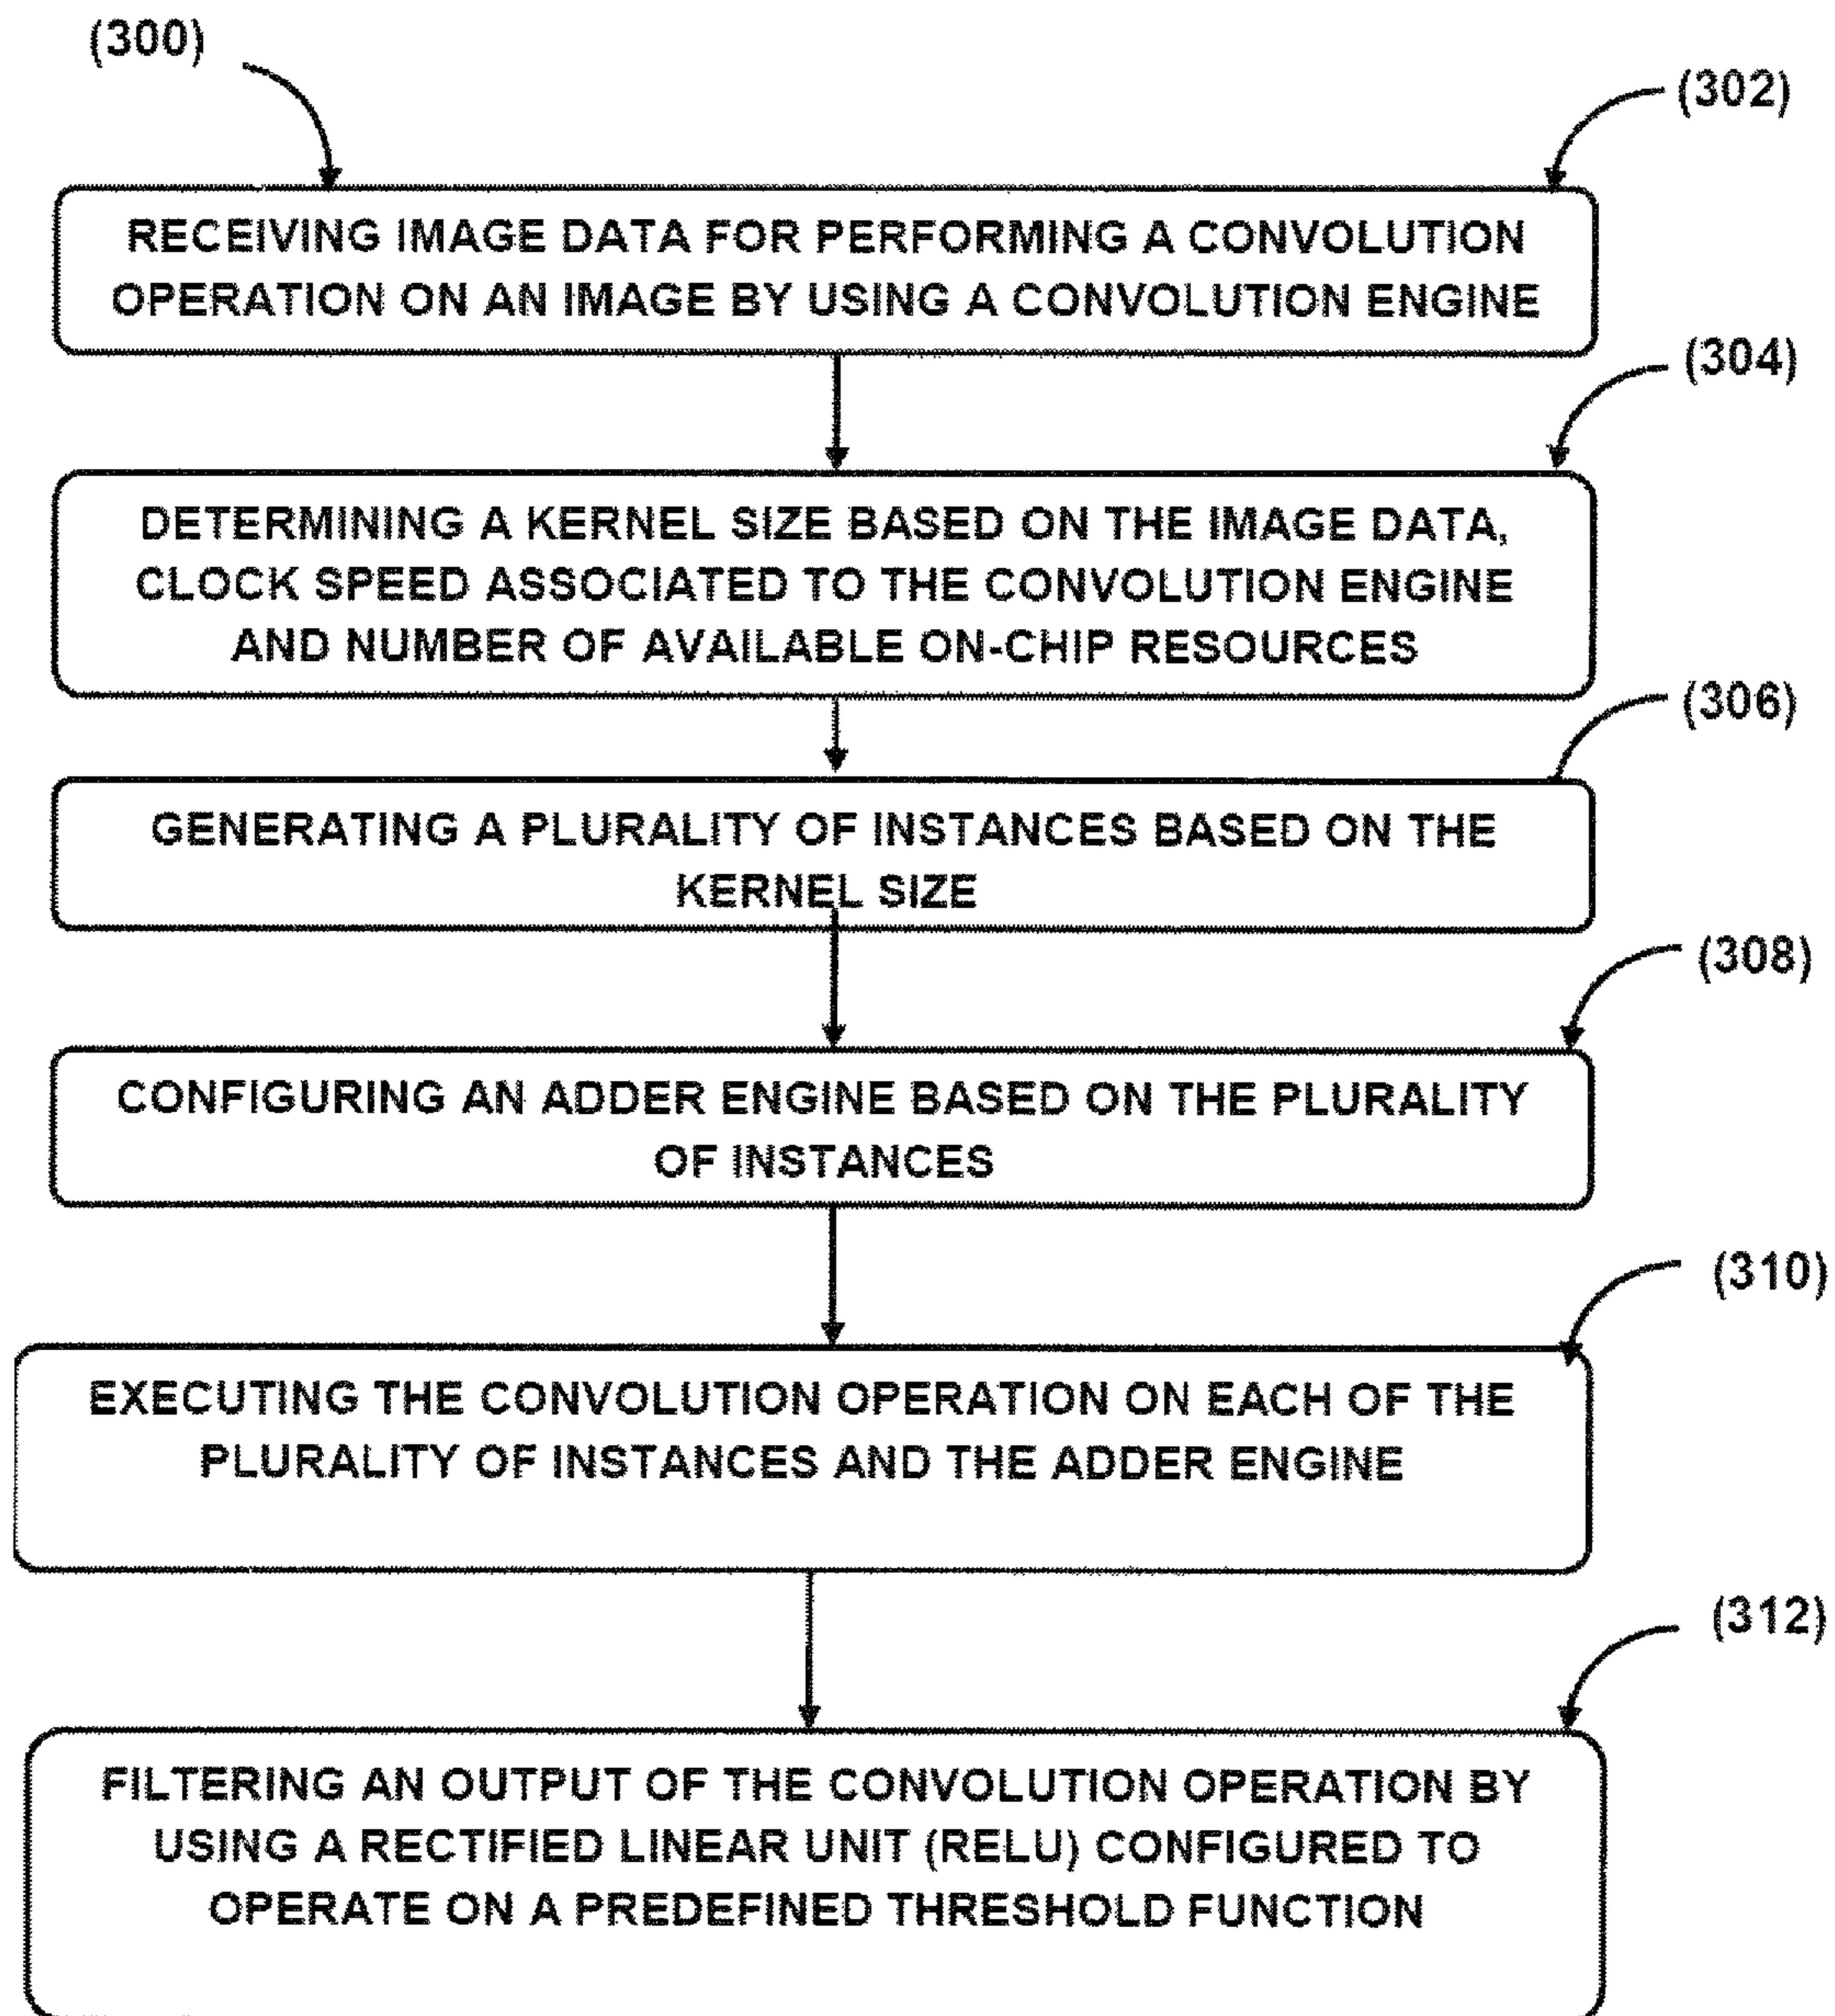 (300)
(302)
RECEIVING IMAGE DATA FOR PERFORMING A CONVOLUTION
OPERATION ON AN IMAGE BY USING A CONVOLUTION ENGINE
(304)
DETERMINING A KERNEL SIZE BASED ON THE IMAGE DATA,
CLOCK SPEED ASSOCIATED TO THE CONVOLUTION ENGINE
AND NUMBER OF AVAILABLE ON-CHIP RESOURCES
(306)
GENERATING A PLURALITY OF INSTANCES BASED ON THE
KERNEL SIZE
(308)
CONFIGURING AN ADDER ENGINE BASED ON THE PLURALITY
OF INSTANCES
(310)
EXECUTING THE CONVOLUTION OPERATION ON EACH OF THE
PLURALITY OF INSTANCES AND THE ADDER ENGINE
(312)
FILTERING AN OUTPUT OF THE CONVOLUTION OPERATION BY
USING A RECTIFIED LINEAR UNIT (RELU) CONFIGURED TO
OPERATE ON A PREDEFINED THRESHOLD FUNCTION